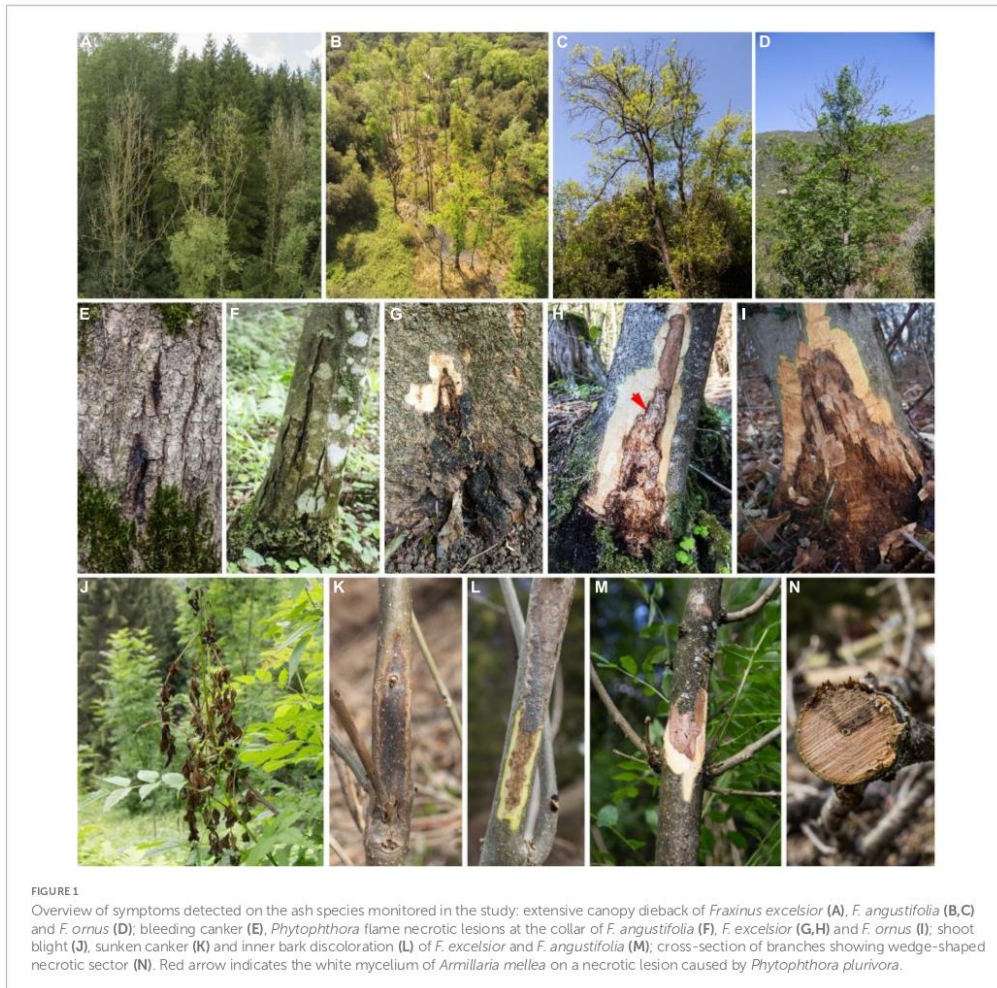 A
B
C
D
E
F
G
H
I
J
K
L
M
N
FIGURE 1
Overview of symptoms detected on the ash species monitored in the study: extensive canopy dieback of Fraxinus excelsior (A), F. angustifolia (B,C)
and F. ornus (D); bleeding canker (E), Phytophthora flame necrotic lesions at the collar of F. angustifolia (F), F. excelsior (G,H) and F. ornus (I); shoot
blight (J), sunken canker (K) and inner bark discoloration (L) of F. excelsior and F. angustifolia (M); cross-section of branches showing wedge-shaped
necrotic sector (N). Red arrow indicates the white mycelium of Armillaria mellea on a necrotic lesion caused by Phytophthora plurivora.